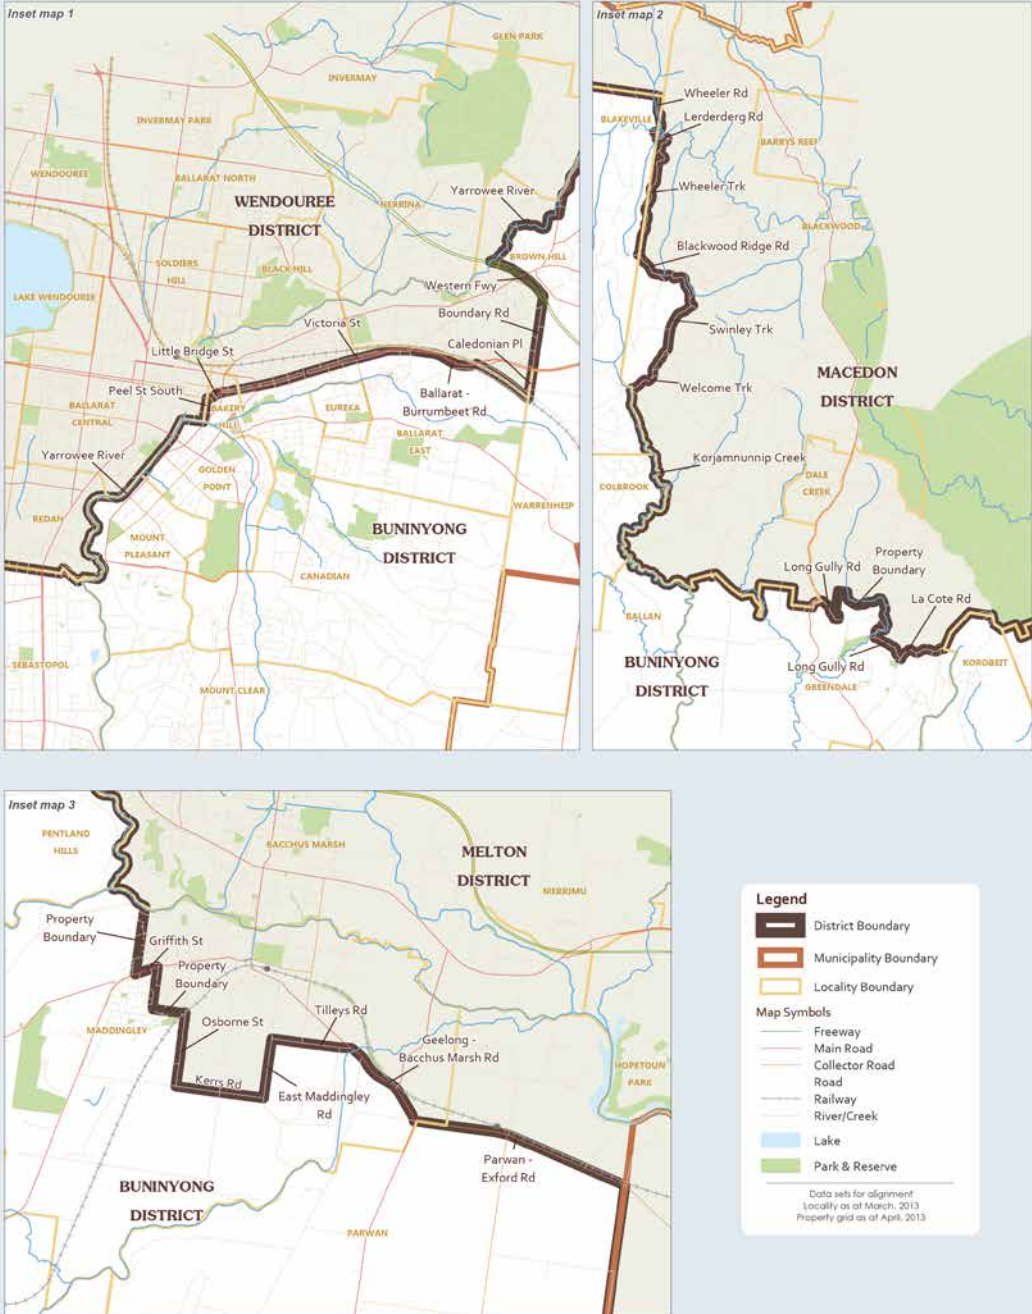 Inset map 1
GLEN PARK
INVERMAY
INVERMAY PARK
WENDOUREE
BALLARAT NORTH
WENDOUREE
DISTRICT
NERRINA
Yarrowee River
SOLDIERS
HILL
BLACK HILL
BROWN HILL
Western Fwy
LAKE WENDOUREE
Boundary Rd
Victoria St
Caledonian Pl
Little Bridge St
Peel St South
Ballarat -
Burrumbeet Rd
BALLARAT
CENTRAL
BAKERY
HILL
EUREKA
BALLARAT
EAST
Yarrowee River
GOLDEN
POINT
WARRENHEIP
REDAN
MOUNT
PLEASANT
BUNINYONG
DISTRICT
CANADIAN
SEBASTOPOL
MOUNT CLEAR
Inset map 2
Wheeler Rd
BLAKEVILLE
Lerderderg Rd
BARRYS REEF
Wheeler Trk
BLACKWOOD
Blackwood Ridge Rd
Swinley Trk
MACEDON
DISTRICT
Welcome Trk
Korjamnunnip Creek
COLBROOK
DALE
CREEK
Long Gully Rd
Property
Boundary
La Cote Rd
BALLAN
BUNINYONG
DISTRICT
Long Gully Rd
GREENDALE
KOROBEIT
Inset map 3
PENTLAND
HILLS
BACCHUS MARSH
MELTON
DISTRICT
MERRIMU
Property
Boundary
Griffith St
Property
Boundary
MADDINGLEY
Osborne St
Tilleys Rd
Geelong -
Bacchus Marsh Rd
HOPETOUN
PARK
Kerrs Rd
East Maddingley
Rd
Parwan -
Exford Rd
BUNINYONG
DISTRICT
PARWAN
Legend
District Boundary
Municipality Boundary
Locality Boundary
Map Symbols
Freeway
Main Road
Collector Road
Road
Railway
River/Creek
Lake
Park & Reserve
Data sets for alignment
Locality as at March, 2013
Property grid as at April, 2013